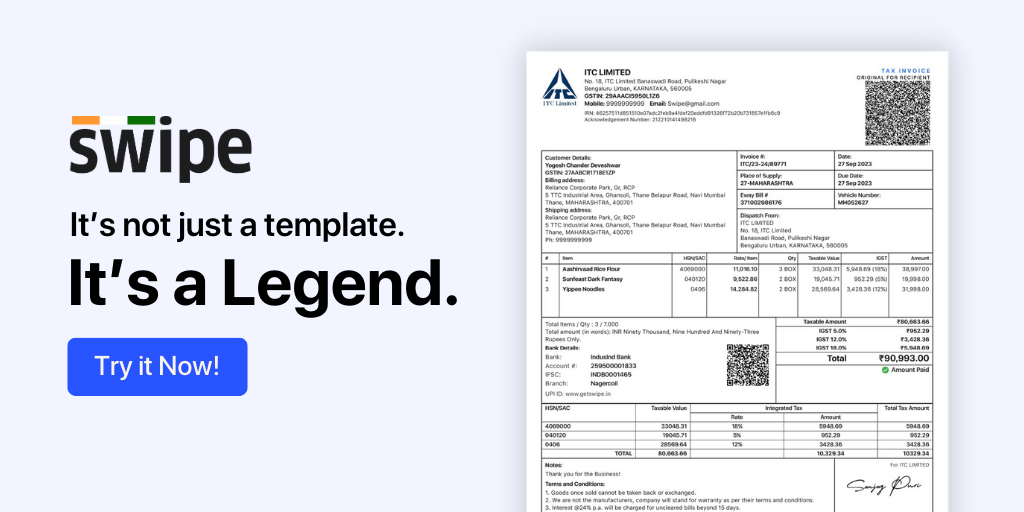 swipe
It's not just a template.
It's a Legend.
Try it Now!
ITC LIMITED
No. 18, ITC Limited Banaswadi Road, Pulikeshi Nagar
Bengaluru Urban, KARNATAKA, 560005
GSTIN: 29AAACI5950L1Z6
Mobile: 9999999999 Email: Swipe@gmail.com
Acknowledgement Number: 212210141498216
ITC Limited
TAX INVOICE
ORIGINAL FOR RECIPIENT
Customer Details:
Yogesh Chander Deveshwar
GSTIN: 27AABCR1718E1ZP
Billing address:
Reliance Corporate Park, Gr, RCP
5 TTC Industrial Area, Ghansoli, Thane Belapur Road, Navi Mumbai
Thane, MAHARASHTRA, 400701
Shipping address:
Reliance Corporate Park, Gr, RCP
5 TTC Industrial Area, Ghansoli, Thane Belapur Road, Navi Mumbai
Thane, MAHARASHTRA, 400701
Ph: 9999999999
Invoice #: Date:
ITC/23-24/89771 27 Sep 2023
Place of Supply: Due Date:
27-MAHARASHTRA 27 Sep 2023
Eway Bill # Vehicle Number:
371002986176 MH052627
Dispatch From:
ITC LIMITED
No. 18, ITC Limited
Banaswadi Road, Pulikeshi Nagar
Bengaluru Urban, KARNATAKA, 560005
# Item HSN/SAC Rate/Item Qty Taxable Value IGST Amount
1 Aashirvaad Rice Flour 4069000 11,016.10 3 BOX 33,048.31 5,948.69 (18%) 38,997.00
2 Sunfeast Dark Fantasy 040120 9,522.86 2 BOX 19,045.71 952.29 (5%) 19,998.00
3 Yippee Noodles 0406 14,284.82 2 BOX 28,569.64 3,428.36 (12%) 31,998.00
Total Items / Qty : 3 / 7.000
Total amount (in words): INR Ninety Thousand, Nine Hundred And Ninety-Three
Rupees Only.
Bank Details:
Bank: IndusInd Bank
Account #: 259500001833
IFSC: INDB0001465
Branch: Nagercoil
UPI ID: www.getswipe.in
Taxable Amount ₹80,663.66
IGST 5.0% ₹952.29
IGST 12.0% ₹3,428.36
IGST 18.0% ₹5,948.69
Total ₹90,993.00
Amount Paid
HSN/SAC Taxable Value Integrated Tax Total Tax Amount
Rate Amount
4069000 33048.31 18% 5948.69 5948.69
040120 19045.71 5% 952.29 952.29
0406 28569.64 12% 3428.36 3428.36
TOTAL 80,663.66 10,329.34 10329.34
Notes:
Thank you for the Business!
Terms and Conditions:
1. Goods once sold cannot be taken back or exchanged.
2. We are not the manufacturers, company will stand for warranty as per their terms and conditions.
3. Interest @24% p.a. will be charged for uncleared bills beyond 15 days.
For ITC LIMITED